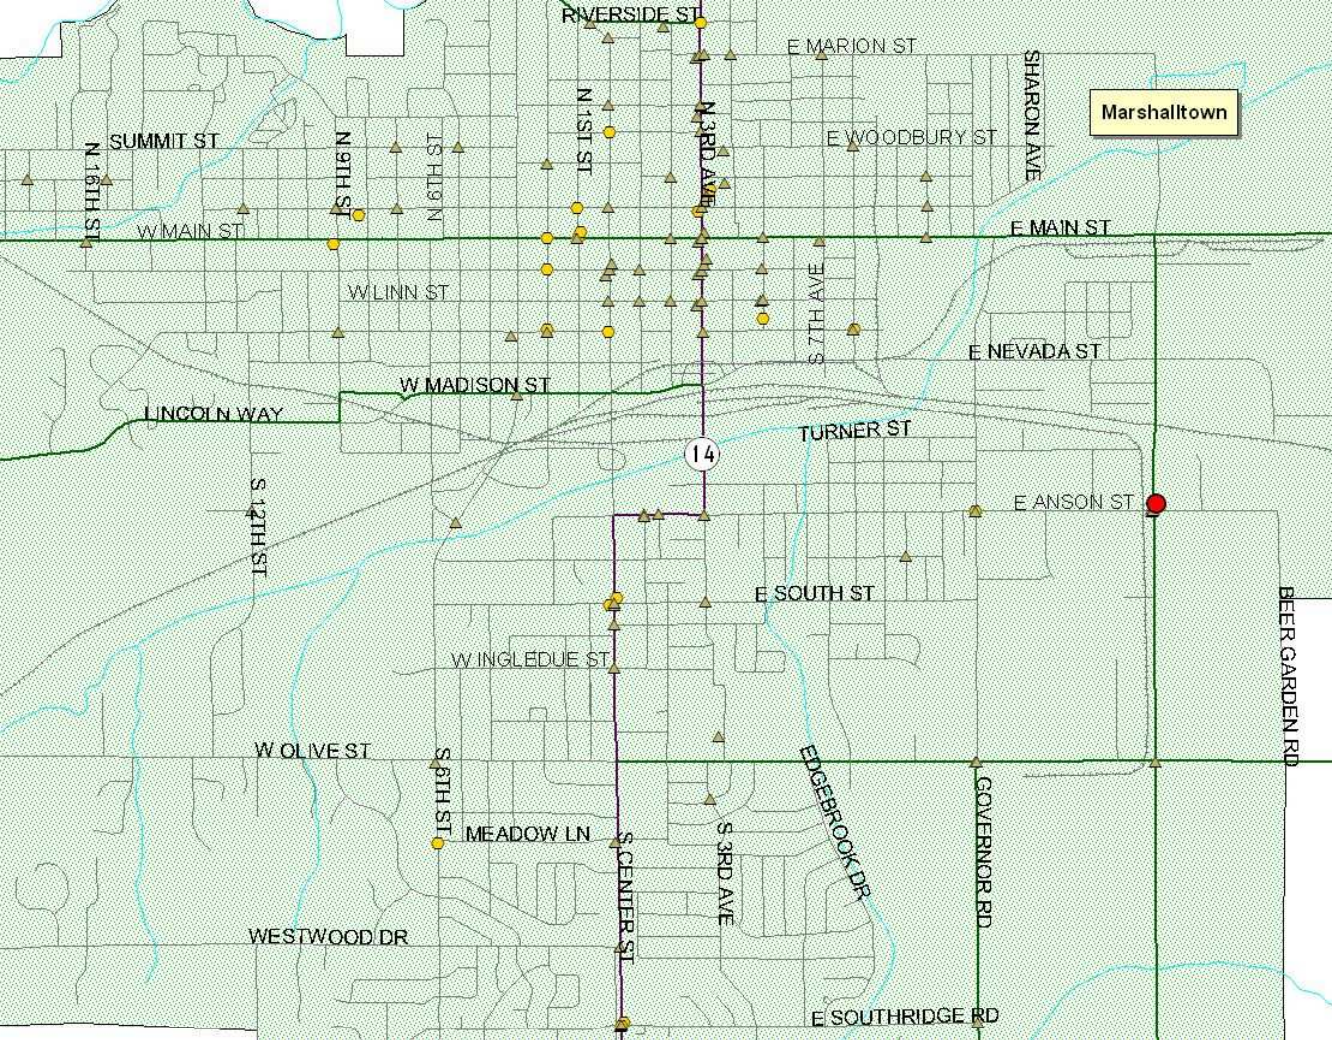 RIVERSIDE ST
E MARION ST
SHARON AVE
N 1ST ST
N 3RD AVE
Marshalltown
SUMMIT ST
N 16TH ST
N 9TH ST
N 6TH ST
E WOODBURY ST
W MAIN ST
E MAIN ST
W LINN ST
S 7TH AVE
E NEVADA ST
W MADISON ST
LINCOLN WAY
TURNER ST
14
S 12TH ST
E ANSON ST
E SOUTH ST
BEER GARDEN RD
W INGLEDUE ST
W OLIVE ST
S 6TH ST
EDGEBROOK DR
GOVERNOR RD
MEADOW LN
S CENTER ST
S 3RD AVE
WESTWOOD DR
E SOUTHRIDGE RD